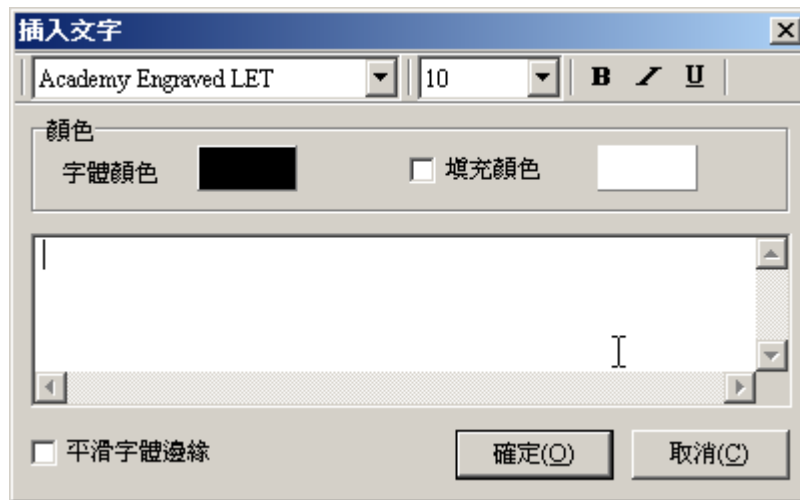 插入文字
Academy Engraved LET 10 B I U
顏色
字體顏色 填充顏色
平滑字體邊緣 確定(O) 取消(C)